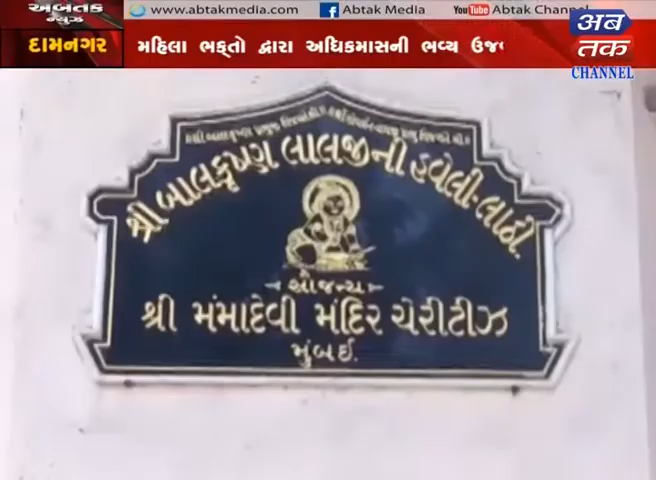 અબતક ન્યૂઝ
www.abtakmedia.com
Abtak Media
YouTube Abtak Channel
અબ તક
CHANNEL
દામનગર
મહિલા ભક્તો દ્વારા અધિકમાસની ભવ્ય ઉજ
શ્રી બાલકૃષ્ણ લાલજીની હવેલી-લાઠી.
સૌજન્ય
શ્રી મંમાદેવી મંદિર ચેરીટીઝ
મુંબઈ.